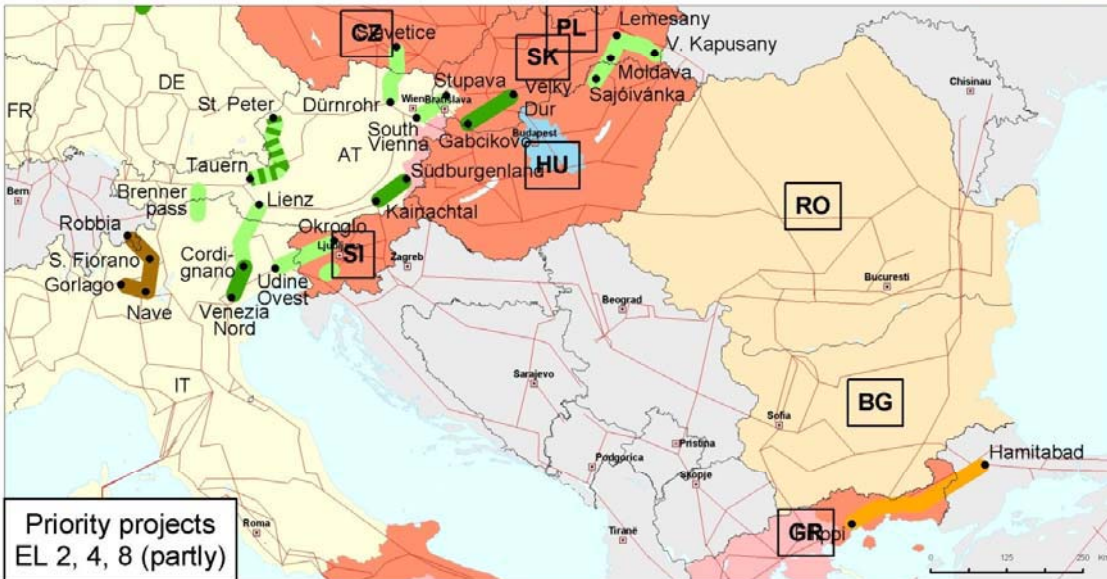 CZ
Slavetice
PL
SK
Lemesany
V. Kapusany
Moldava
Sajóivánka
Chisinau
DE
FR
St. Peter
Dürnrohr
Wien
Bratislava
Stupava
Velky
Dur
South
Vienna
Gabcikovo
Budapest
HU
AT
Tauern
Südburgenland
Bern
Brenner
pass
Lienz
Kainachtal
RO
Robbia
Okroglo
Ljubljana
SI
S. Fiorano
Cordi-
gnano
Zagreb
Gorlago
Udine
Ovest
Nave
Venezia
Nord
Bucuresti
Beograd
IT
Sarajevo
BG
Sofia
Pristina
Podgorica
Skopje
Hamitabad
Priority projects
EL 2, 4, 8 (partly)
Roma
Tiranë
GR
0 125 250